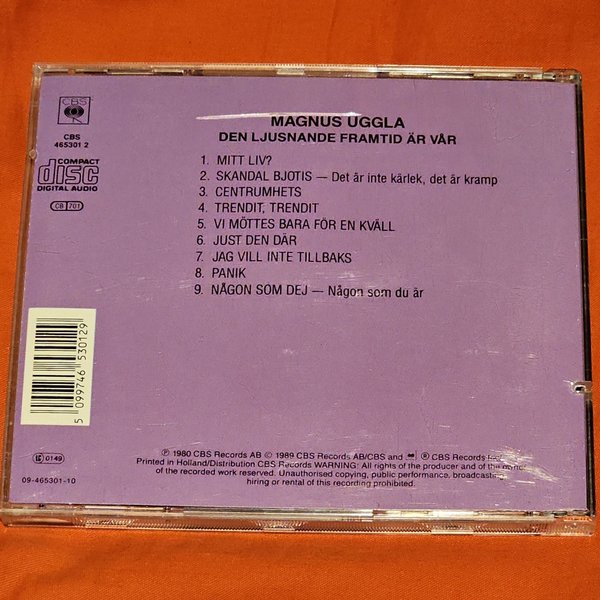 CBS
CBS
465301 2
COMPACT
disc
DIGITAL AUDIO
CB 701
MAGNUS UGGLA
DEN LJUSNANDE FRAMTID ÄR VÅR
1. MITT LIV?
2. SKANDAL BJOTIS — Det är inte kärlek, det är kramp
3. CENTRUMHETS
4. TRENDIT, TRENDIT
5. VI MÖTTES BARA FÖR EN KVÄLL
6. JUST DEN DÄR
7. JAG VILL INTE TILLBAKS
8. PANIK
9. NÅGON SOM DEJ — Någon som du är
5 099746 530129
LC 0149
09-465301-10
Ⓟ 1980 CBS Records AB © 1989 CBS Records AB/CBS and ® CBS Records
Printed in Holland/Distribution CBS Records WARNING: All rights of the producer and of the owner
of the recorded work reserved. Unauthorised copying, public performance, broadcasting,
hiring or rental of this recording prohibited.